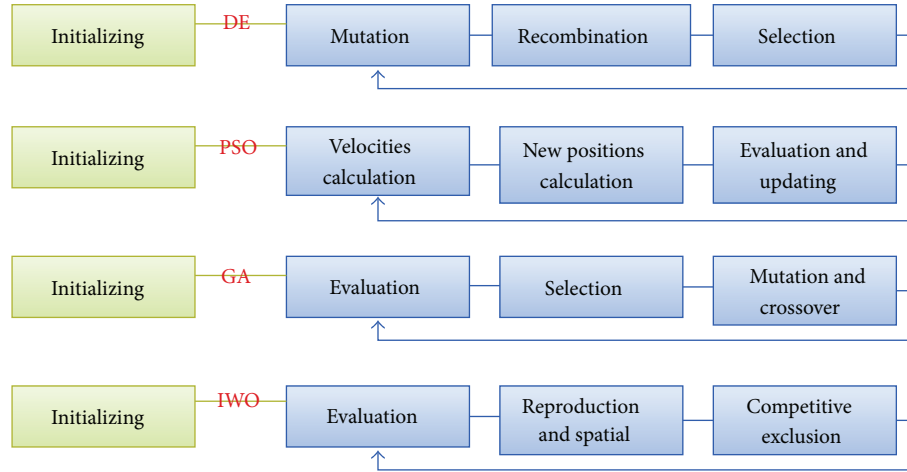 Initializing
DE
Mutation
Recombination
Selection
Initializing
PSO
Velocities
calculation
New positions
calculation
Evaluation and
updating
Initializing
GA
Evaluation
Selection
Mutation and
crossover
Initializing
IWO
Evaluation
Reproduction
and spatial
Competitive
exclusion